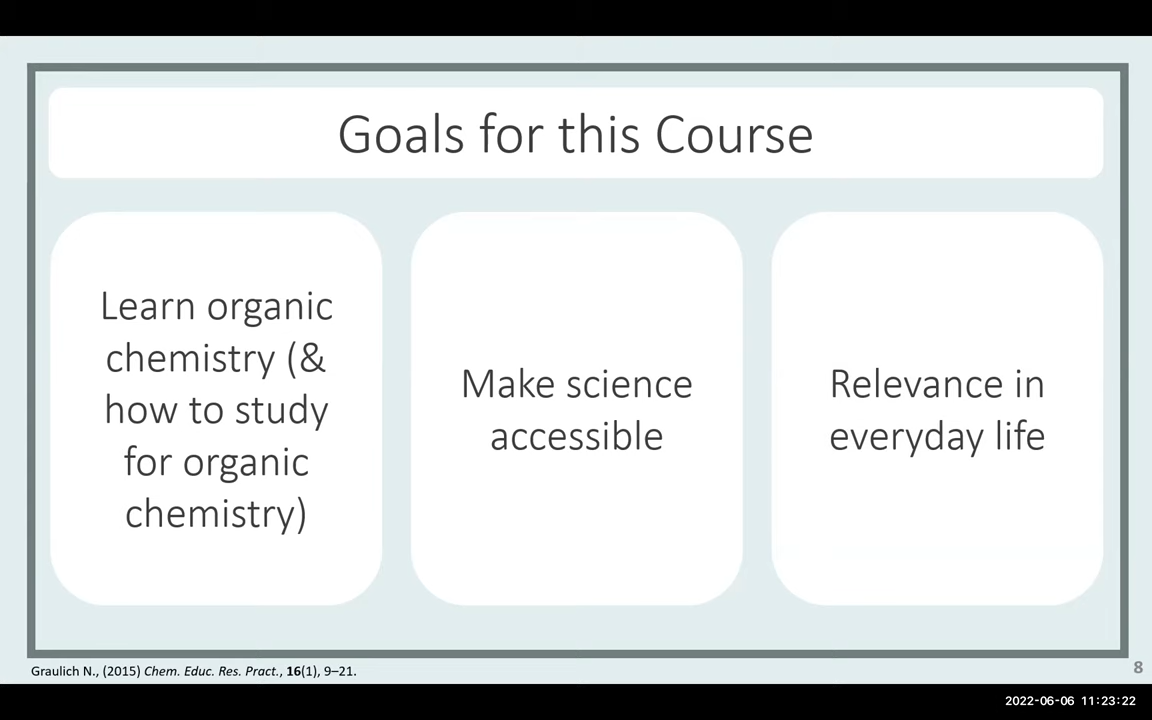 Goals for this Course
Learn organic
chemistry (&
how to study
for organic
chemistry)
Make science
accessible
Relevance in
everyday life
Graulich N., (2015) Chem. Educ. Res. Pract., 16(1), 9–21.
8
2022-06-06 11:23:22